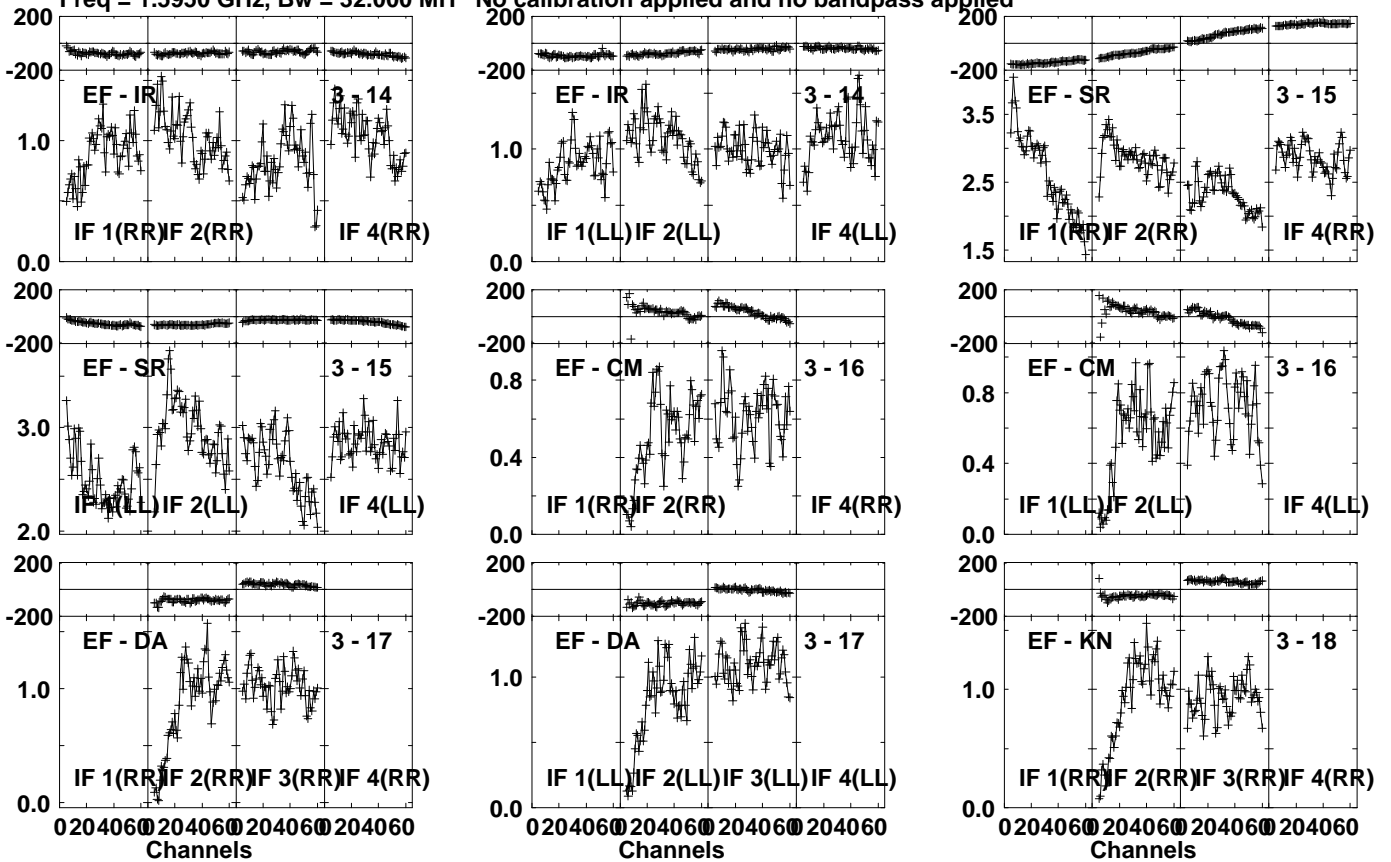 Freq = 1.5950 GHz, Bw = 32.000 MH No calibration applied and no bandpass applied
200
-200
EF - IR 3 - 14
1.0
IF 1(RR) IF 2(RR) IF 4(RR)
0.0
200
-200
EF - IR 3 - 14
1.0
IF 1(LL) IF 2(LL) IF 4(LL)
0.0
200
-200
EF - SR 3 - 15
3.5
2.5
IF 1(RR) IF 2(RR) IF 4(RR)
1.5
200
-200
EF - SR 3 - 15
3.0
IF 1(LL) IF 2(LL) IF 4(LL)
2.0
200
-200
EF - CM 3 - 16
0.8
0.4
IF 1(RR) IF 2(RR) IF 4(RR)
0.0
200
-200
EF - CM 3 - 16
0.8
0.4
IF 1(LL) IF 2(LL) IF 4(LL)
0.0
200
-200
EF - DA 3 - 17
1.0
IF 1(RR) IF 2(RR) IF 3(RR) IF 4(RR)
0.0
0 20 40 60 0 20 40 60 0 20 40 60 0 20 40 60
Channels
200
-200
EF - DA 3 - 17
1.0
IF 1(LL) IF 2(LL) IF 3(LL) IF 4(LL)
0.0
0 20 40 60 0 20 40 60 0 20 40 60 0 20 40 60
Channels
200
-200
EF - KN 3 - 18
1.0
IF 1(RR) IF 2(RR) IF 3(RR) IF 4(RR)
0.0
0 20 40 60 0 20 40 60 0 20 40 60 0 20 40 60
Channels